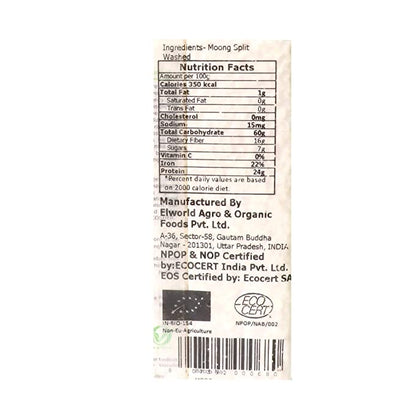 Ingredients- Moong Split
Washed
Nutrition Facts
Amount per 100g
Calories 350 kcal
Total Fat 1g
Saturated Fat 0g
Trans Fat 0g
Cholesterol 0mg
Sodium 15mg
Total Carbohydrate 60g
Dietary Fiber 16g
Sugars 7g
Vitamin C 0%
Iron 22%
Protein 24g
*Percent daily values are based
on 2000 calorie diet.
Manufactured By
Elworld Agro & Organic
Foods Pvt. Ltd.
A-36, Sector-58, Gautam Buddha
Nagar - 201301, Uttar Pradesh, INDIA
NPOP & NOP Certified
by:ECOCERT India Pvt. Ltd.
EOS Certified by: Ecocert SA
ECO
CERT
IN-BIO-154
NPOP/NAB/002
Non-Eu-Agriculture